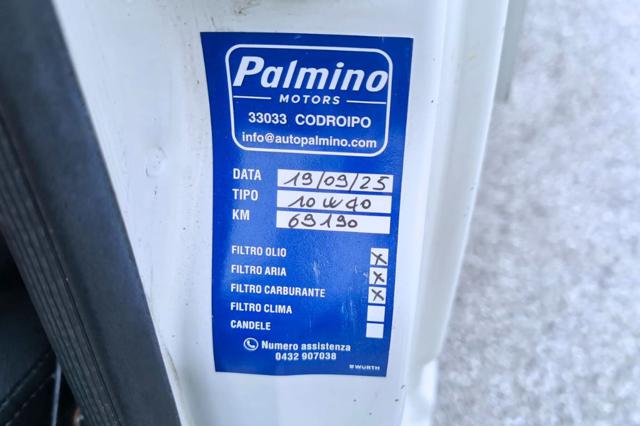 Palmino
MOTORS
33033 CODROIPO
info@autopalmino.com
DATA 19/09/25
TIPO 10W40
KM 69190
FILTRO OLIO X
FILTRO ARIA X
FILTRO CARBURANTE X
FILTRO CLIMA
CANDELE
Numero assistenza
0432 907038
WÜRTH